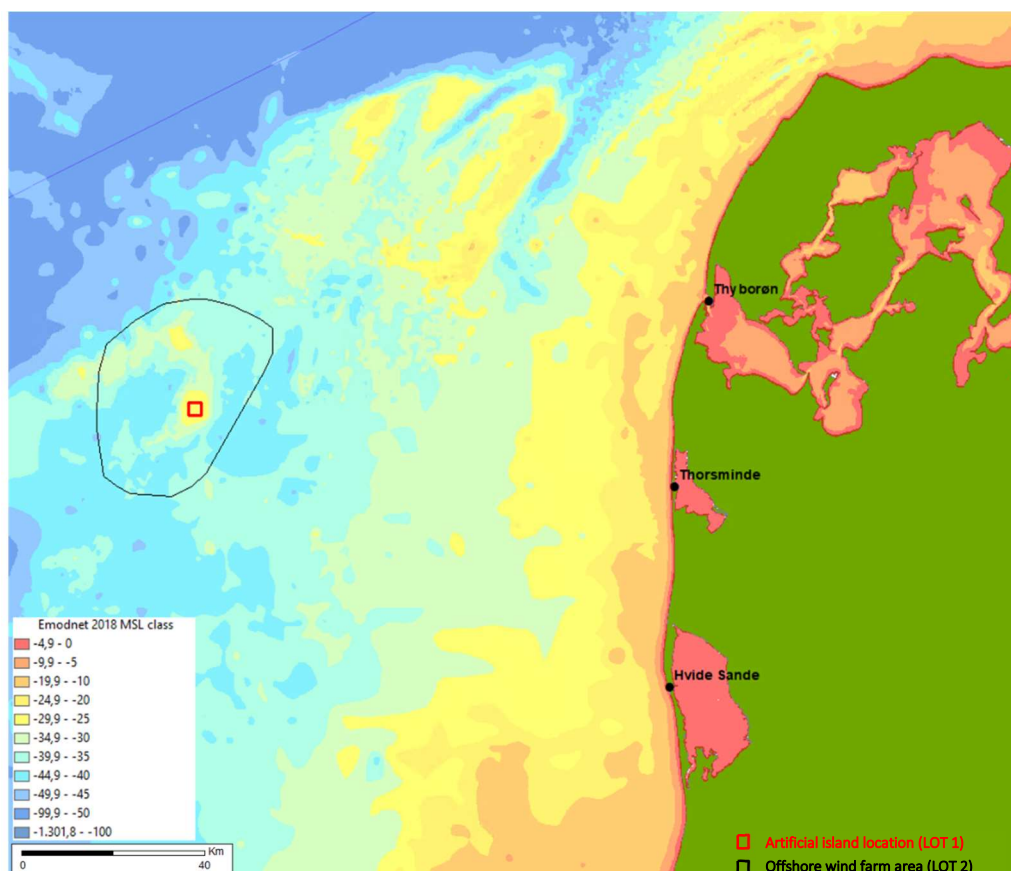 Thyborøn
Thorsminde
Hvide Sande
Emodnet 2018 MSL class
-4,9 - 0
-9,9 - -5
-19,9 - -10
-24,9 - -20
-29,9 - -25
-34,9 - -30
-39,9 - -35
-44,9 - -40
-49,9 - -45
-99,9 - -50
-1.301,8 - -100
Km
0 40
Artificial island location (LOT 1)
Offshore wind farm area (LOT 2)